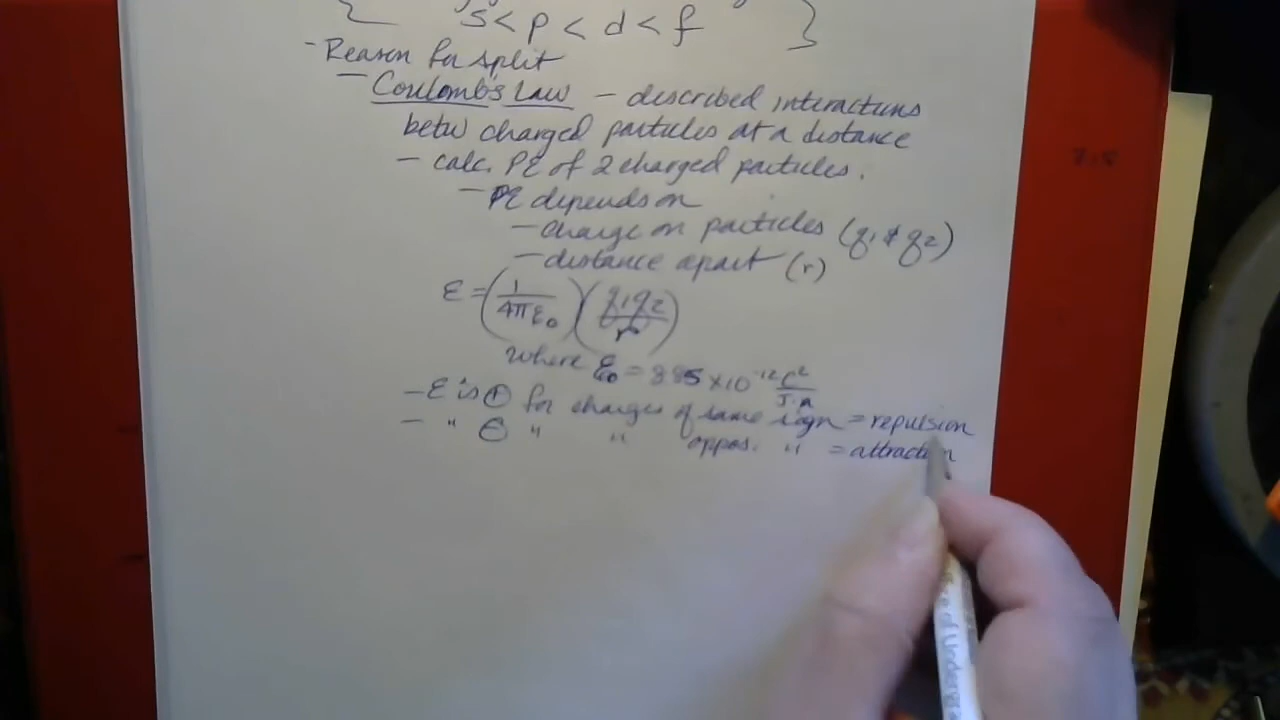 { s < p < d < f }
- Reason for split
- Coulomb's Law - described interactions
betw charged particles at a distance
- calc. PE of 2 charged particles.
- PE depends on
- charge on particles (q1 & q2)
- distance apart (r)
E = (1/4πε0)(q1q2/r)
where ε0 = 8.85 × 10^-12 C²/J·m
- E is ⊕ for charges of same sign = repulsion
- " ⊖ " " oppos. " = attraction
of Underg